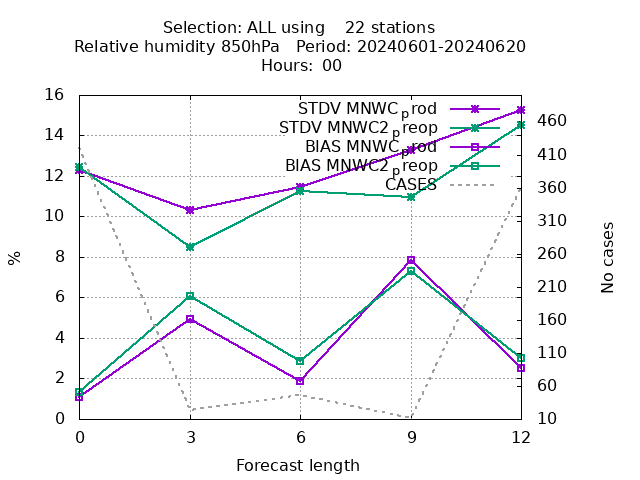 Selection: ALL using    22 stations
Relative humidity 850hPa   Period: 20240601-20240620
Hours: 00
STDV MNWC_prod
STDV MNWC2_preop
BIAS MNWC_prod
BIAS MNWC2_preop
CASES
16
14
12
10
8
6
4
2
0
%
460
410
360
310
260
210
160
110
60
10
No cases
0 3 6 9 12
Forecast length